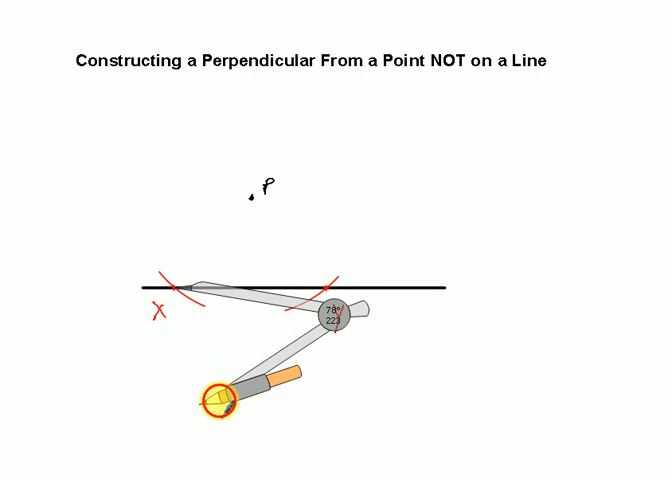 Constructing a Perpendicular From a Point NOT on a Line
P
X
78°
223